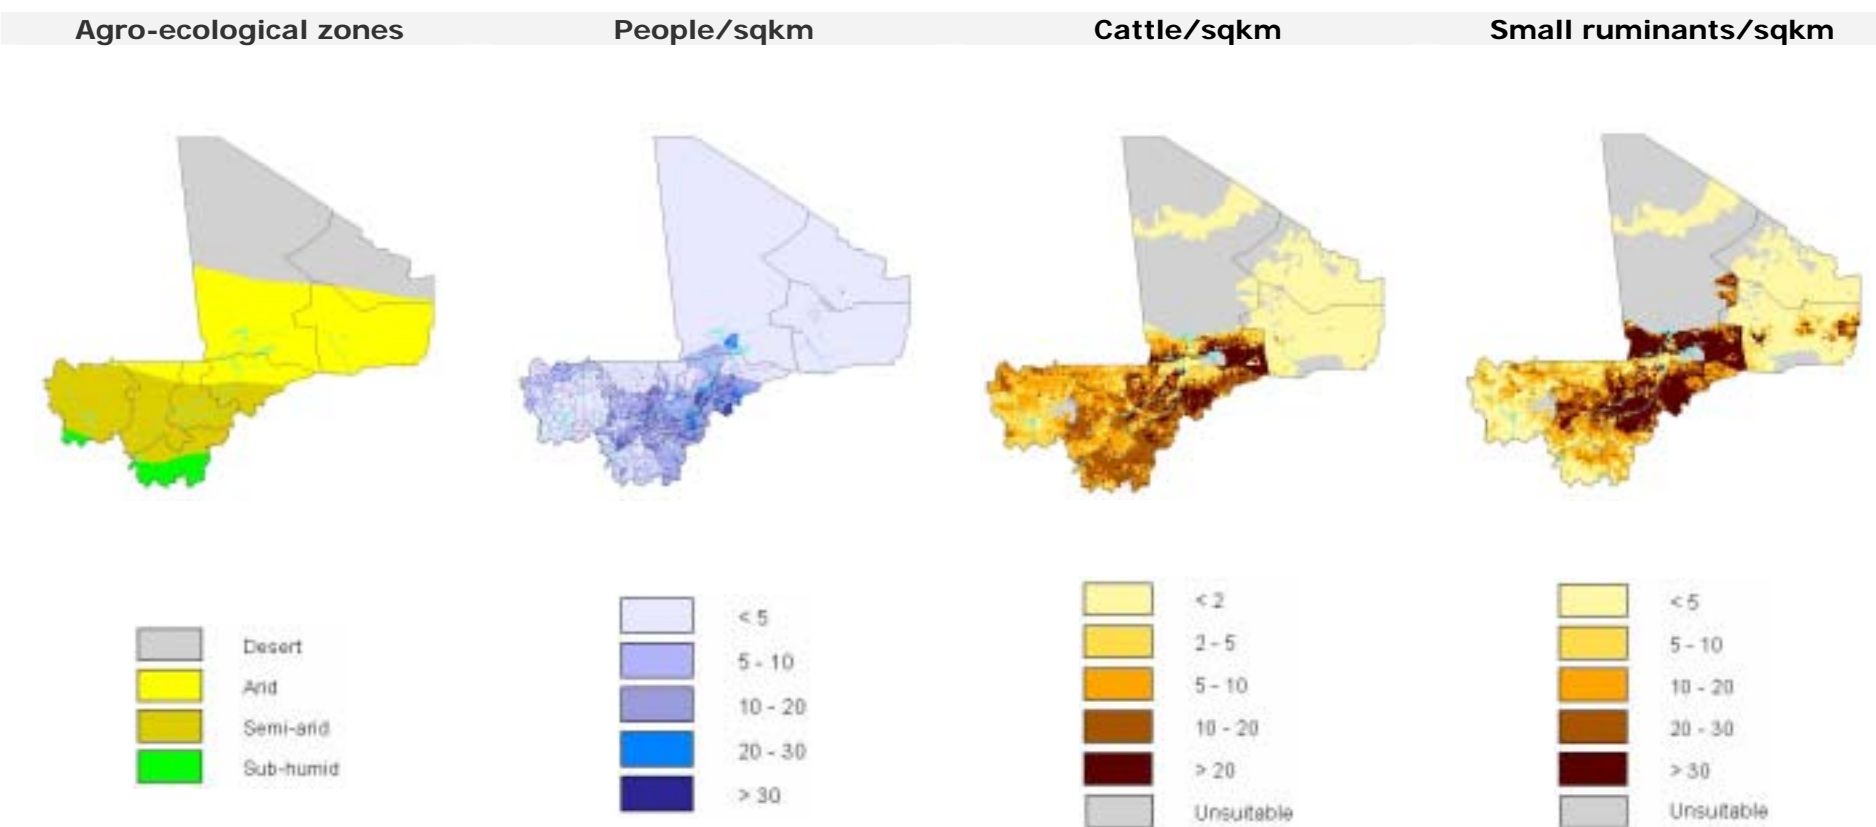 Agro-ecological zones
People/sqkm
Cattle/sqkm
Small ruminants/sqkm
Desert
Arid
Semi-arid
Sub-humid
< 5
5 - 10
10 - 20
20 - 30
> 30
< 2
2 - 5
5 - 10
10 - 20
> 20
Unsuitable
< 5
5 - 10
10 - 20
20 - 30
> 30
Unsuitable